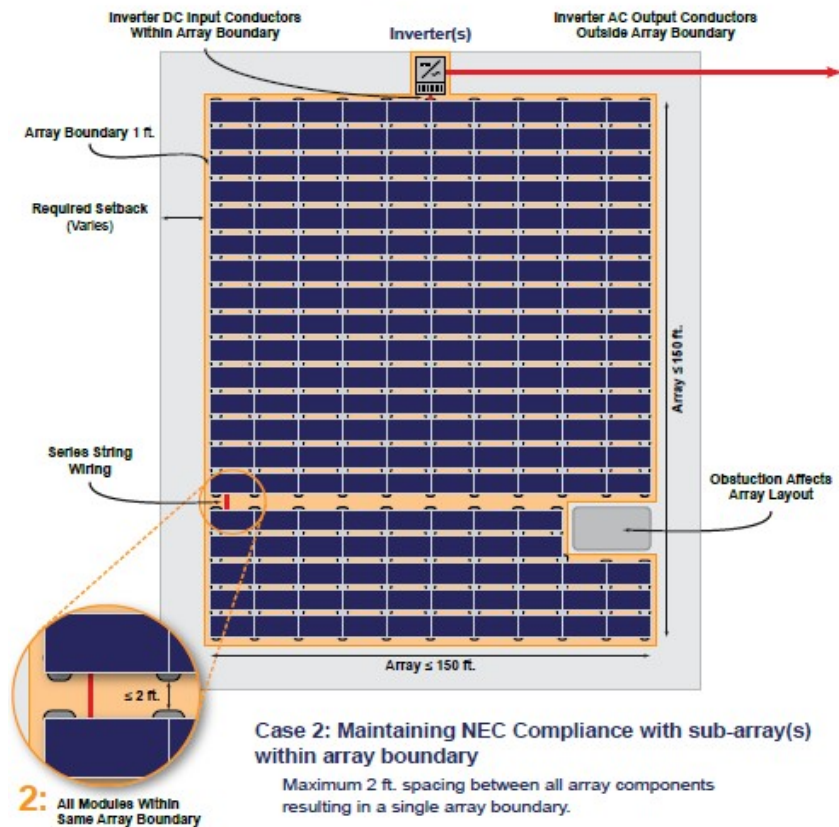 Inverter DC Input Conductors
Within Array Boundary
Inverter(s)
Inverter AC Output Conductors
Outside Array Boundary
Array Boundary 1 ft.
Required Setback
(Varies)
Array ≤ 150 ft.
Series String
Wiring
Obstuction Affects
Array Layout
Array ≤ 150 ft.
≤ 2 ft.
Case 2: Maintaining NEC Compliance with sub-array(s)
within array boundary
Maximum 2 ft. spacing between all array components
resulting in a single array boundary.
2: All Modules Within
Same Array Boundary